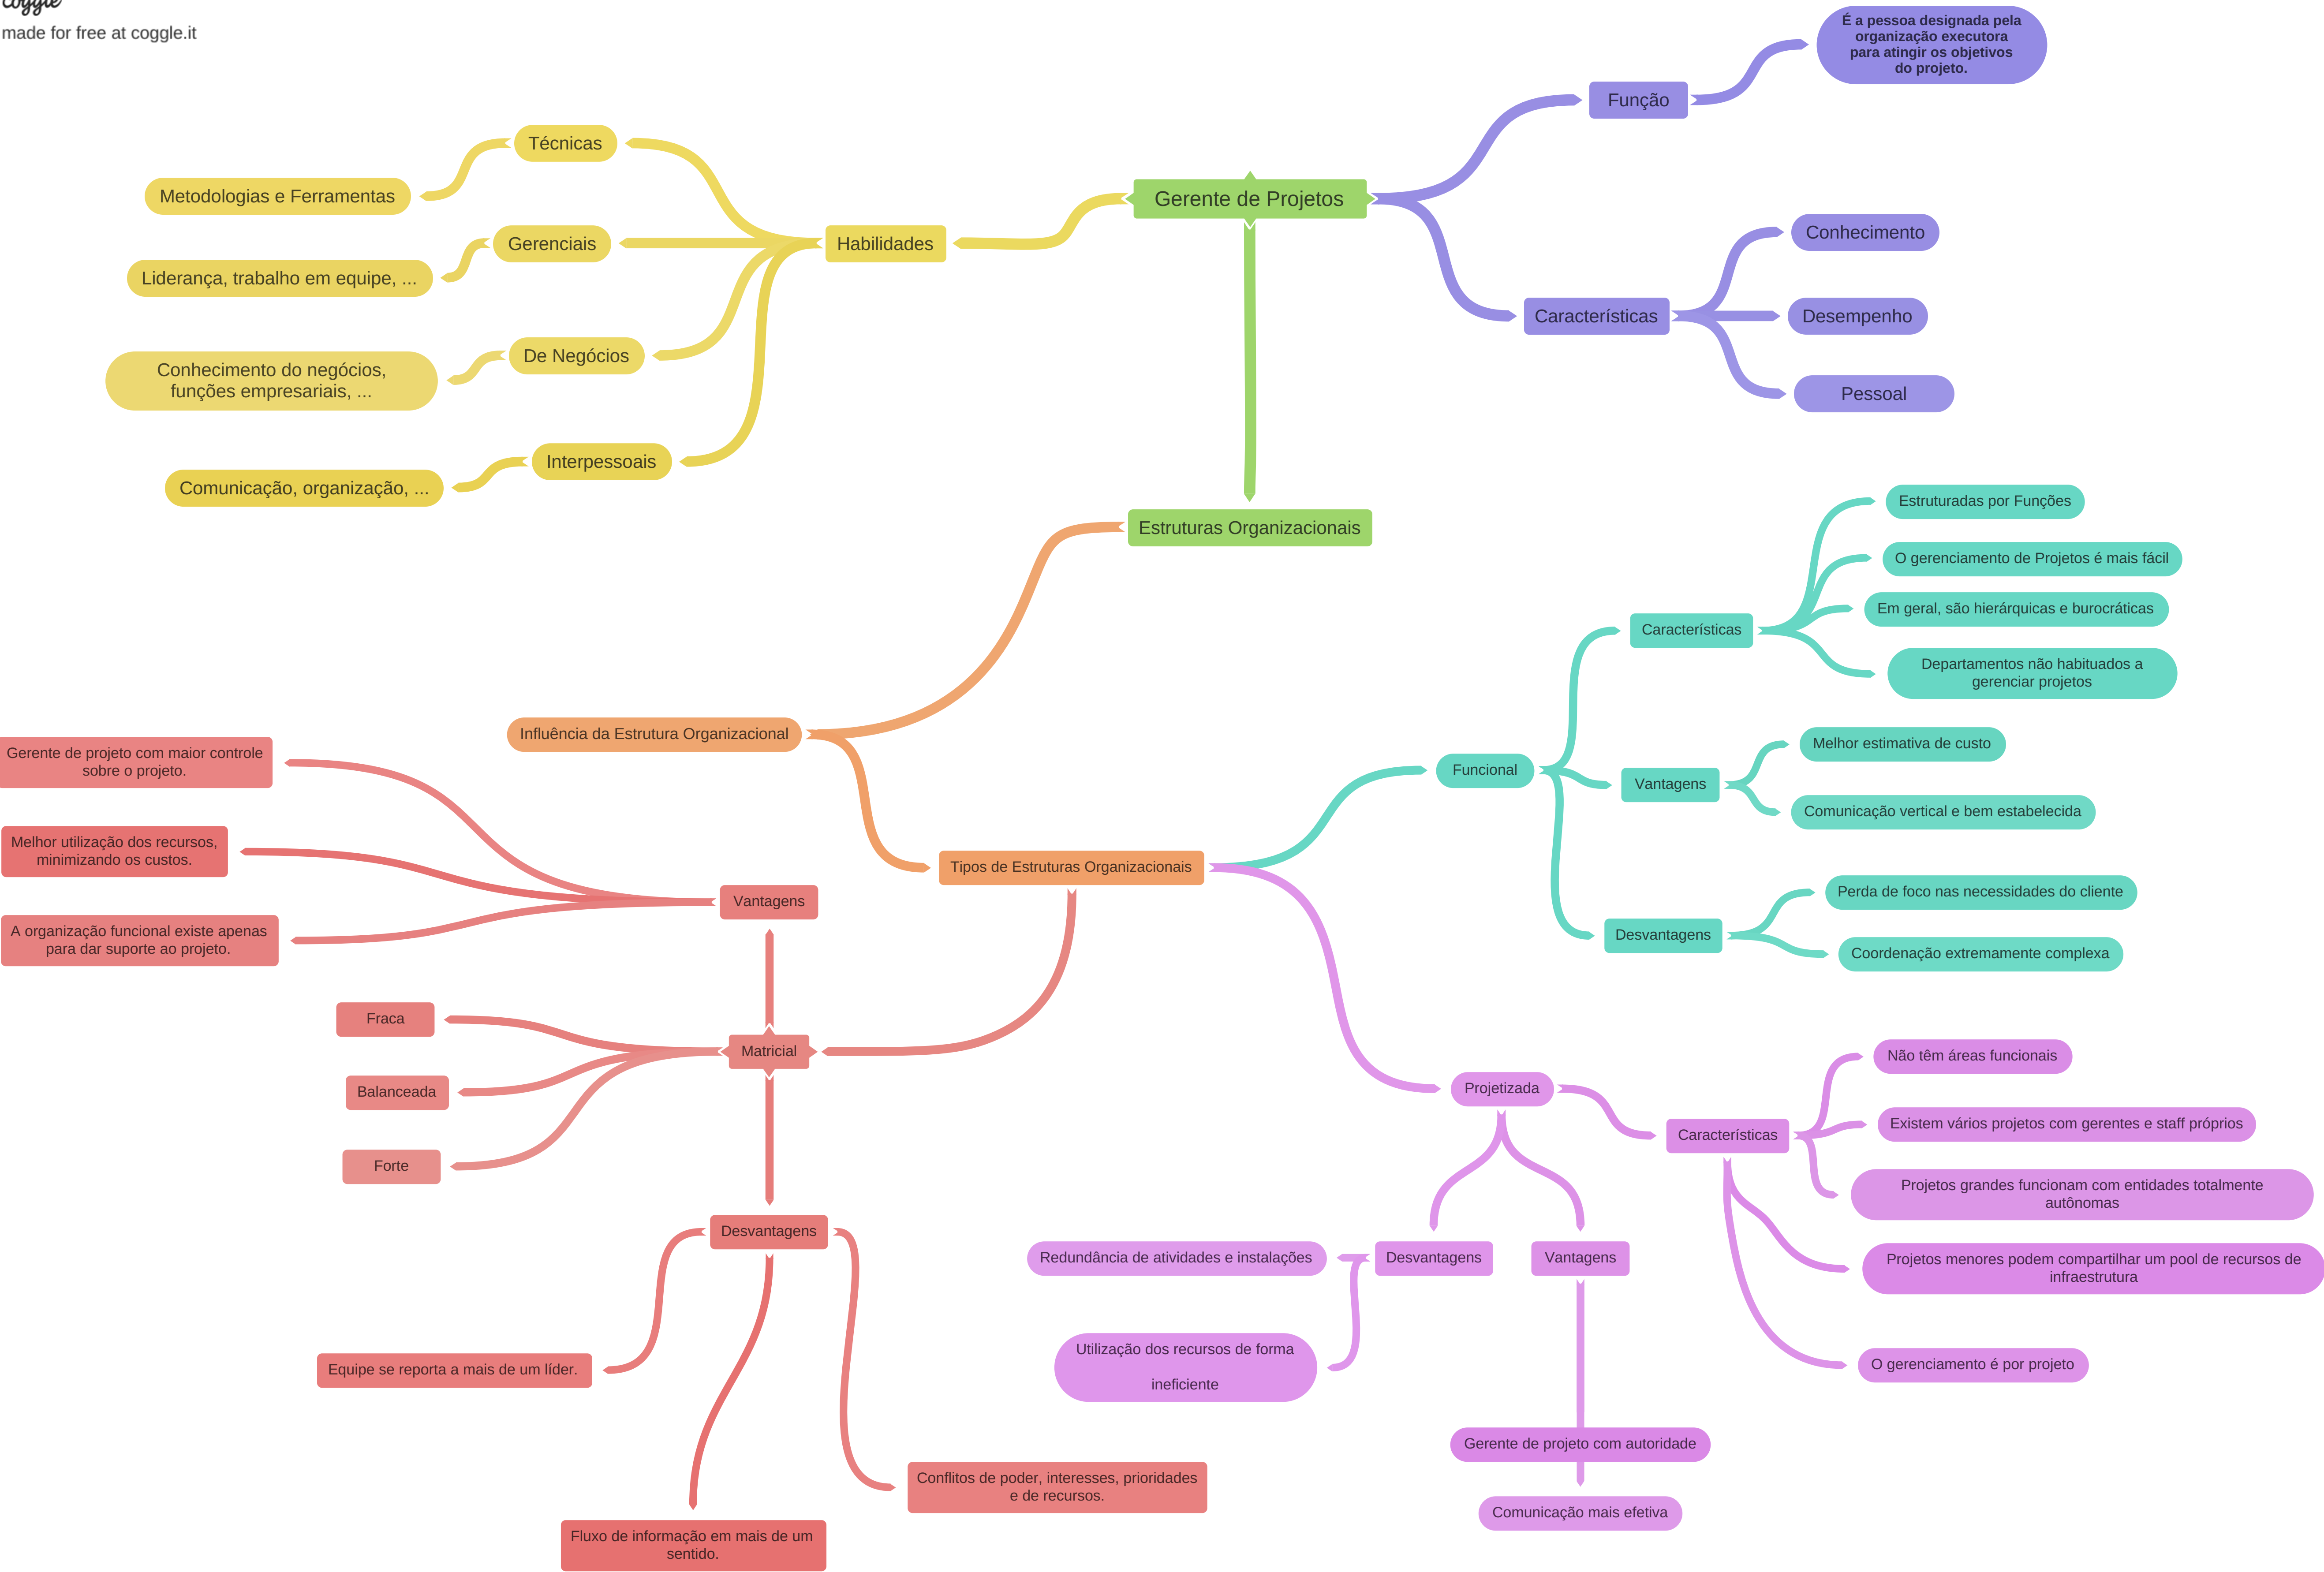 coggle
made for free at coggle.it
Gerente de Projetos
Função
É a pessoa designada pela
organização executora
para atingir os objetivos
do projeto.
Características
Conhecimento
Desempenho
Pessoal
Habilidades
Técnicas
Metodologias e Ferramentas
Gerenciais
Liderança, trabalho em equipe, ...
De Negócios
Conhecimento do negócios,
funções empresariais, ...
Interpessoais
Comunicação, organização, ...
Estruturas Organizacionais
Influência da Estrutura Organizacional
Tipos de Estruturas Organizacionais
Funcional
Características
Estruturadas por Funções
O gerenciamento de Projetos é mais fácil
Em geral, são hierárquicas e burocráticas
Departamentos não habituados a
gerenciar projetos
Vantagens
Melhor estimativa de custo
Comunicação vertical e bem estabelecida
Desvantagens
Perda de foco nas necessidades do cliente
Coordenação extremamente complexa
Projetizada
Características
Não têm áreas funcionais
Existem vários projetos com gerentes e staff próprios
Projetos grandes funcionam com entidades totalmente
autônomas
Projetos menores podem compartilhar um pool de recursos de
infraestrutura
O gerenciamento é por projeto
Desvantagens
Redundância de atividades e instalações
Utilização dos recursos de forma
ineficiente
Vantagens
Gerente de projeto com autoridade
Comunicação mais efetiva
Matricial
Vantagens
Gerente de projeto com maior controle
sobre o projeto.
Melhor utilização dos recursos,
minimizando os custos.
A organização funcional existe apenas
para dar suporte ao projeto.
Fraca
Balanceada
Forte
Desvantagens
Equipe se reporta a mais de um líder.
Fluxo de informação em mais de um
sentido.
Conflitos de poder, interesses, prioridades
e de recursos.